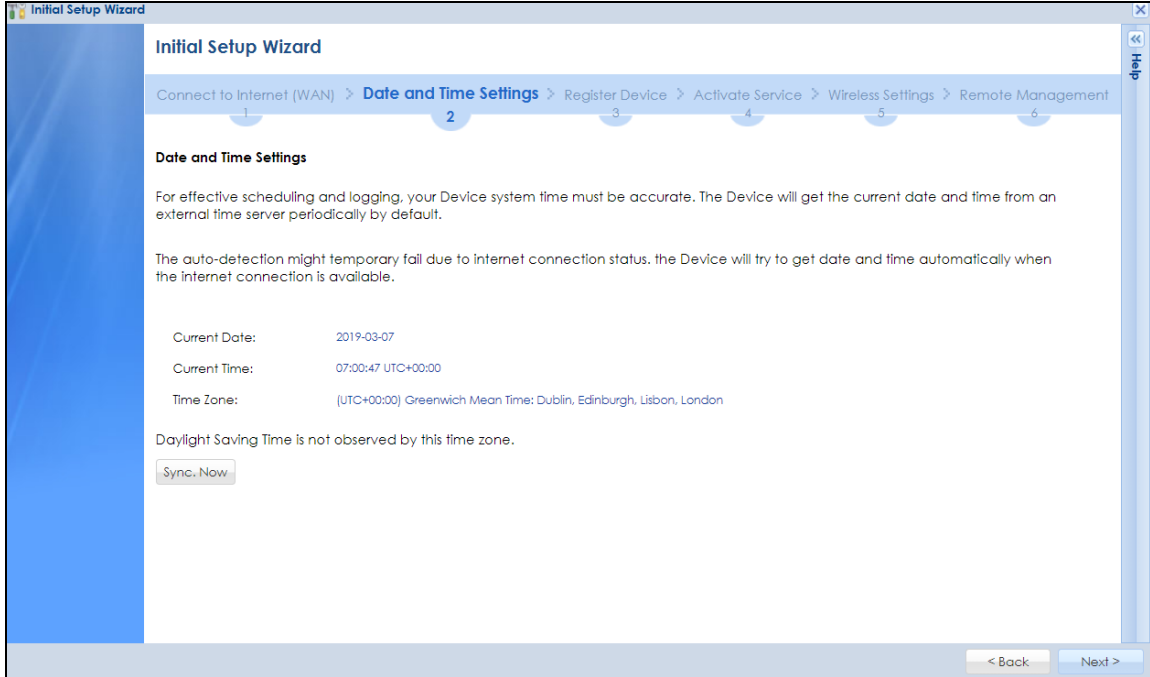 Initial Setup Wizard
Initial Setup Wizard
Help
Connect to Internet (WAN) > Date and Time Settings > Register Device > Activate Service > Wireless Settings > Remote Management
1 2 3 4 5 6
Date and Time Settings
For effective scheduling and logging, your Device system time must be accurate. The Device will get the current date and time from an
external time server periodically by default.
The auto-detection might temporary fail due to internet connection status. the Device will try to get date and time automatically when
the internet connection is available.
Current Date: 2019-03-07
Current Time: 07:00:47 UTC+00:00
Time Zone: (UTC+00:00) Greenwich Mean Time: Dublin, Edinburgh, Lisbon, London
Daylight Saving Time is not observed by this time zone.
Sync. Now
< Back Next >